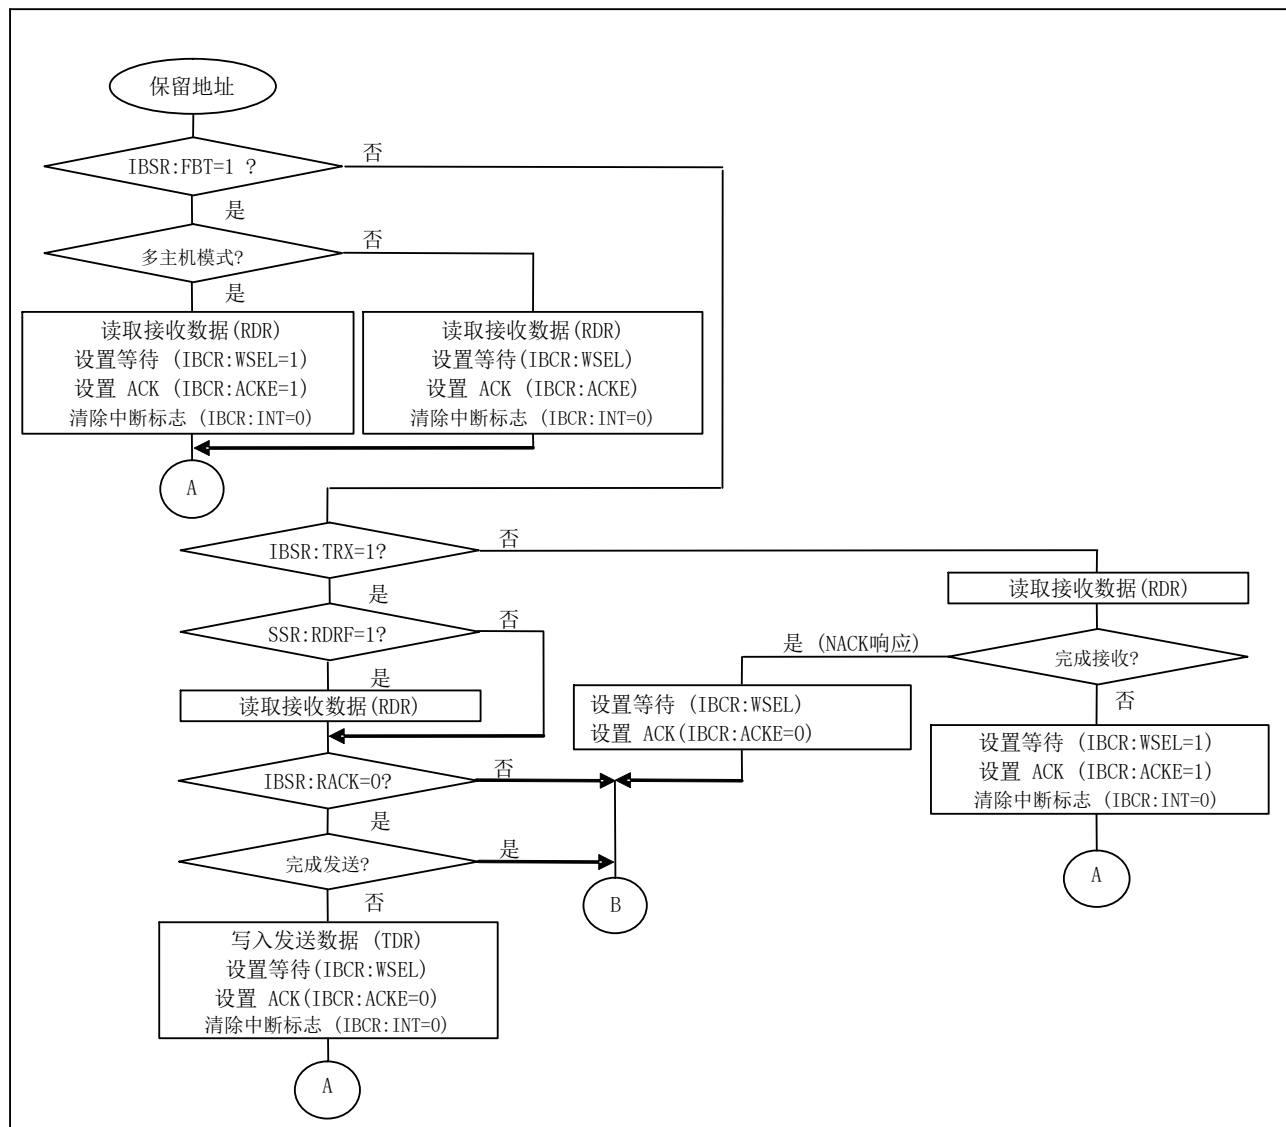 保留地址
IBSR:FBT=1 ?
否
是
多主机模式?
否
是
读取接收数据(RDR)
设置等待 (IBCR:WSEL=1)
设置 ACK (IBCR:ACKE=1)
清除中断标志 (IBCR:INT=0)
读取接收数据(RDR)
设置等待(IBCR:WSEL)
设置 ACK (IBCR:ACKE)
清除中断标志 (IBCR:INT=0)
A
IBSR:TRX=1?
否
是
读取接收数据(RDR)
SSR:RDRF=1?
否
是
读取接收数据(RDR)
完成接收?
是 (NACK响应)
否
设置等待 (IBCR:WSEL)
设置 ACK(IBCR:ACKE=0)
设置等待 (IBCR:WSEL=1)
设置 ACK (IBCR:ACKE=1)
清除中断标志 (IBCR:INT=0)
IBSR:RACK=0?
否
是
完成发送?
是
否
B
A
写入发送数据 (TDR)
设置等待(IBCR:WSEL)
设置 ACK(IBCR:ACKE=0)
清除中断标志 (IBCR:INT=0)
A